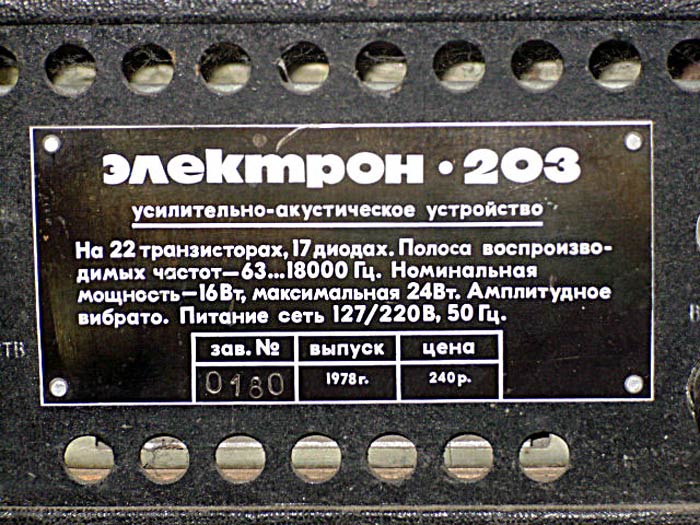 электрон · 203
усилительно-акустическое устройство
На 22 транзисторах, 17 диодах. Полоса воспроизво-
димых частот—63...18000 Гц. Номинальная
мощность—16Вт, максимальная 24Вт. Амплитудное
вибрато. Питание сеть 127/220В, 50 Гц.
зав. № выпуск цена
0180 1978г. 240р.
ТВ